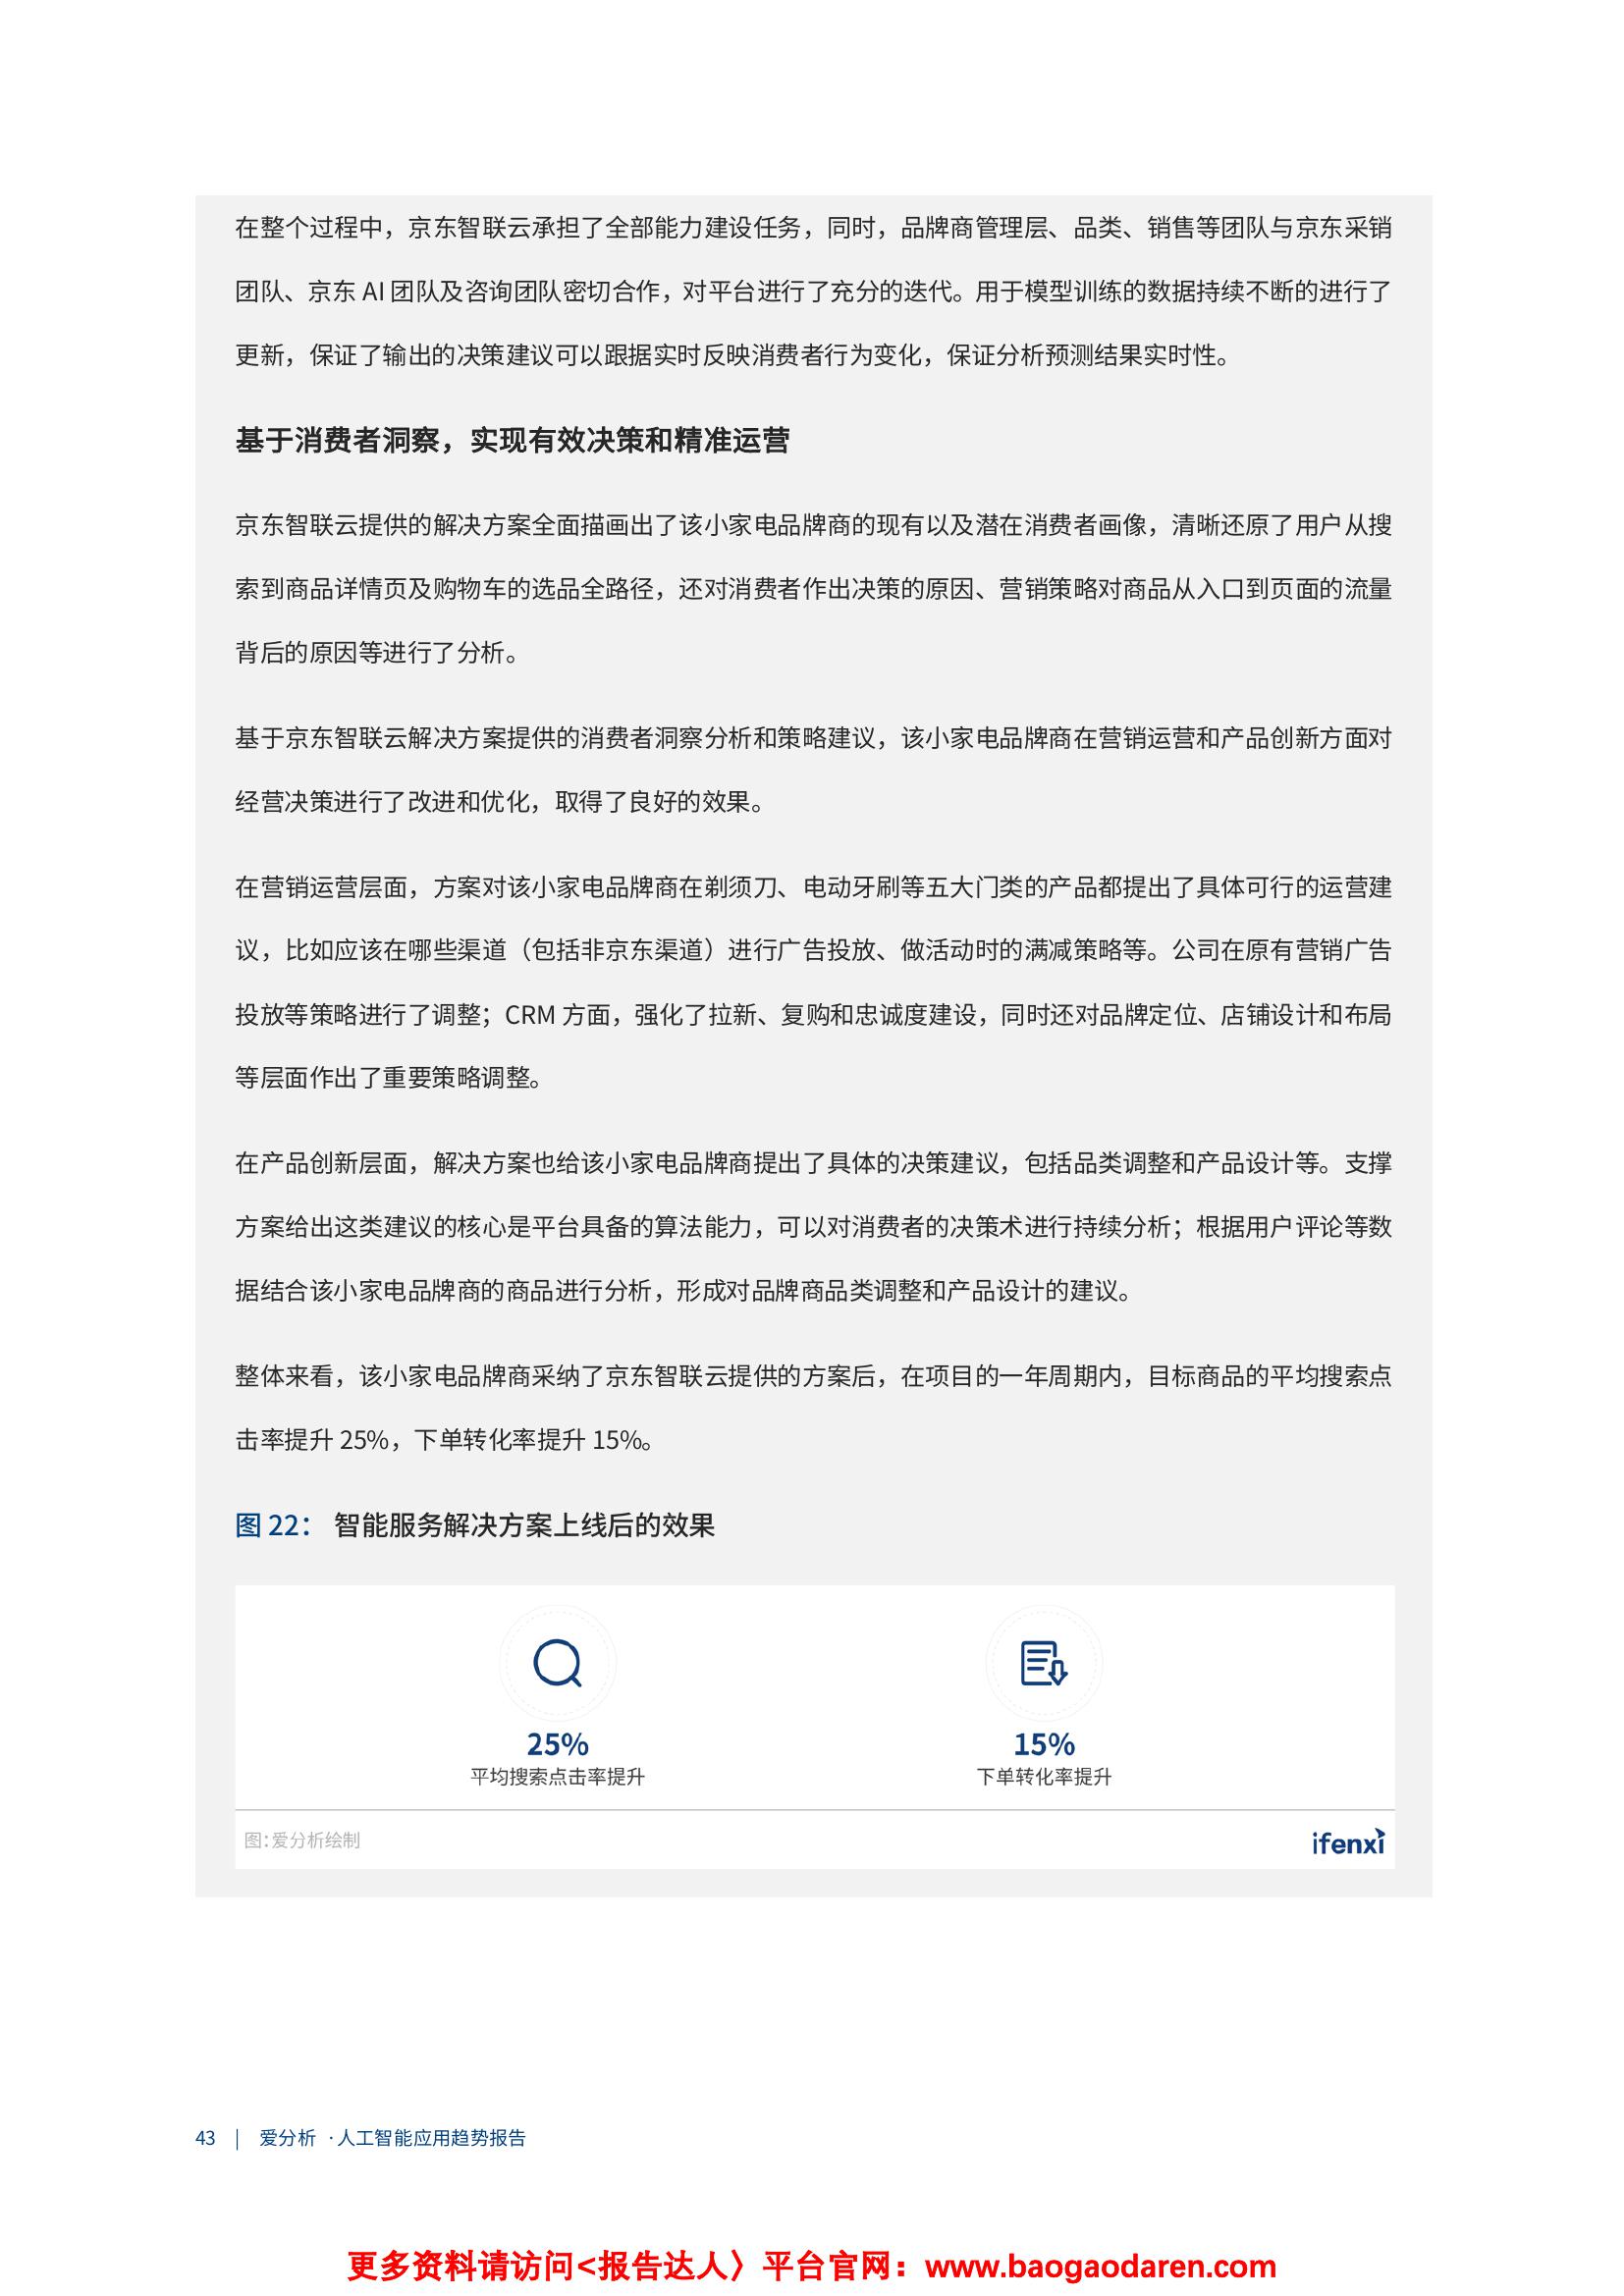 在整个过程中，京东智联云承担了全部能力建设任务，同时，品牌商管理层、品类、销售等团队与京东采销
团队、京东 AI 团队及咨询团队密切合作，对平台进行了充分的迭代。用于模型训练的数据持续不断的进行了
更新，保证了输出的决策建议可以跟据实时反映消费者行为变化，保证分析预测结果实时性。
基于消费者洞察，实现有效决策和精准运营
京东智联云提供的解决方案全面描画出了该小家电品牌商的现有以及潜在消费者画像，清晰还原了用户从搜
索到商品详情页及购物车的选品全路径，还对消费者作出决策的原因、营销策略对商品从入口到页面的流量
背后的原因等进行了分析。
基于京东智联云解决方案提供的消费者洞察分析和策略建议，该小家电品牌商在营销运营和产品创新方面对
经营决策进行了改进和优化，取得了良好的效果。
在营销运营层面，方案对该小家电品牌商在剃须刀、电动牙刷等五大门类的产品都提出了具体可行的运营建
议，比如应该在哪些渠道（包括非京东渠道）进行广告投放、做活动时的满减策略等。公司在原有营销广告
投放等策略进行了调整；CRM 方面，强化了拉新、复购和忠诚度建设，同时还对品牌定位、店铺设计和布局
等层面作出了重要策略调整。
在产品创新层面，解决方案也给该小家电品牌商提出了具体的决策建议，包括品类调整和产品设计等。支撑
方案给出这类建议的核心是平台具备的算法能力，可以对消费者的决策术进行持续分析；根据用户评论等数
据结合该小家电品牌商的商品进行分析，形成对品牌商品类调整和产品设计的建议。
整体来看，该小家电品牌商采纳了京东智联云提供的方案后，在项目的一年周期内，目标商品的平均搜索点
击率提升 25%，下单转化率提升 15%。
图 22： 智能服务解决方案上线后的效果
25% 15%
平均搜索点击率提升 下单转化率提升
图：爱分析绘制 ifenxi
43 | 爱分析 ·人工智能应用趋势报告
更多资料请访问<报告达人〉平台官网：www.baogaodaren.com